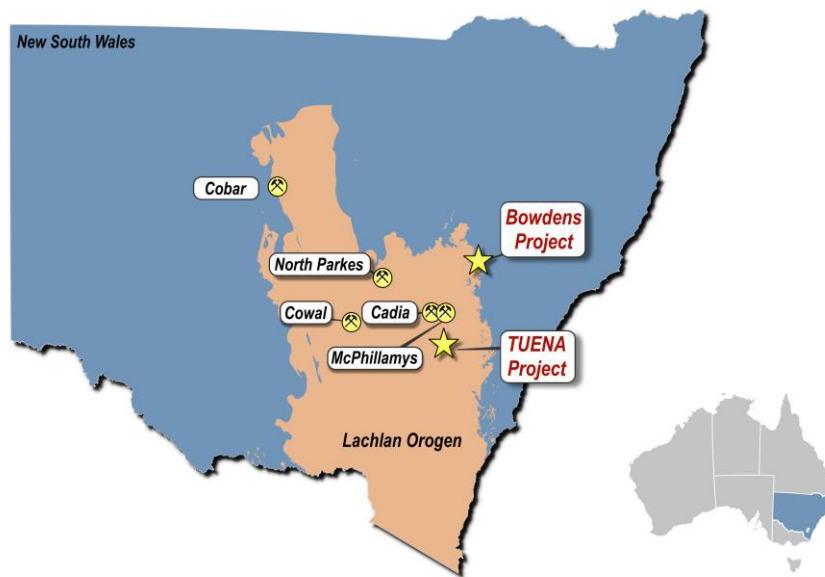 New South Wales
Cobar
Bowdens
Project
North Parkes
Cowal
Cadia
McPhillamys
TUENA
Project
Lachlan Orogen